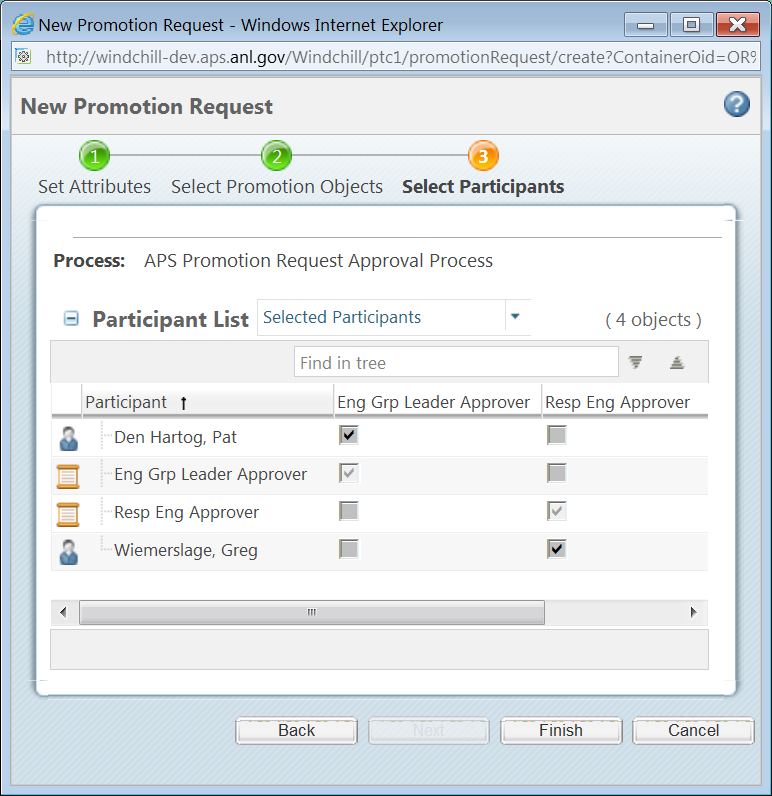 New Promotion Request - Windows Internet Explorer
http://windchill-dev.aps.anl.gov/Windchill/ptc1/promotionRequest/create?ContainerOid=OR%
New Promotion Request
?
1 2 3
Set Attributes Select Promotion Objects Select Participants
Process: APS Promotion Request Approval Process
Participant List Selected Participants ( 4 objects )
Find in tree
Participant ↑ Eng Grp Leader Approver Resp Eng Approver
Den Hartog, Pat
Eng Grp Leader Approver
Resp Eng Approver
Wiemerslage, Greg
Back Next Finish Cancel